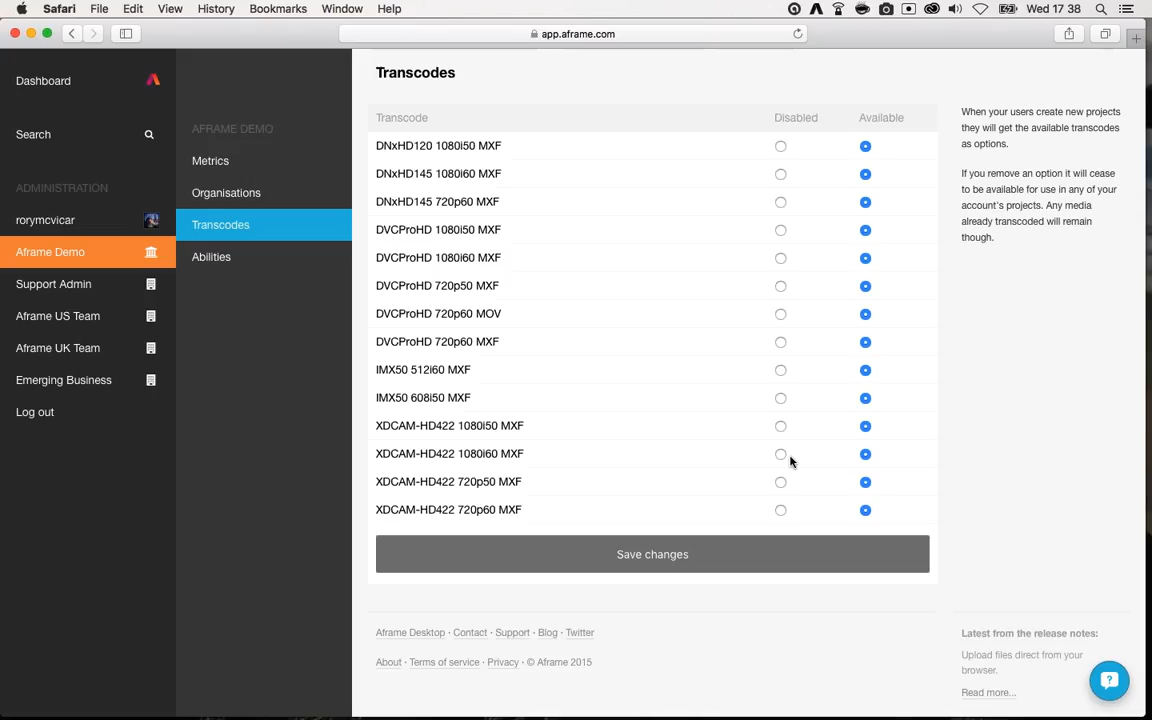 Safari File Edit View History Bookmarks Window Help Wed 17 38
app.aframe.com
Dashboard
Search
ADMINISTRATION
rorymcvicar
Aframe Demo
Support Admin
Aframe US Team
Aframe UK Team
Emerging Business
Log out
AFRAME DEMO
Metrics
Organisations
Transcodes
Abilities
Transcodes
Transcode Disabled Available
DNxHD120 1080i50 MXF
DNxHD145 1080i60 MXF
DNxHD145 720p60 MXF
DVCProHD 1080i50 MXF
DVCProHD 1080i60 MXF
DVCProHD 720p50 MXF
DVCProHD 720p60 MOV
DVCProHD 720p60 MXF
IMX50 512i60 MXF
IMX50 608i50 MXF
XDCAM-HD422 1080i50 MXF
XDCAM-HD422 1080i60 MXF
XDCAM-HD422 720p50 MXF
XDCAM-HD422 720p60 MXF
Save changes
When your users create new projects
they will get the available transcodes
as options.
If you remove an option it will cease
to be available for use in any of your
account's projects. Any media
already transcoded will remain
though.
Aframe Desktop · Contact · Support · Blog · Twitter
About · Terms of service · Privacy · © Aframe 2015
Latest from the release notes:
Upload files direct from your
browser.
Read more...